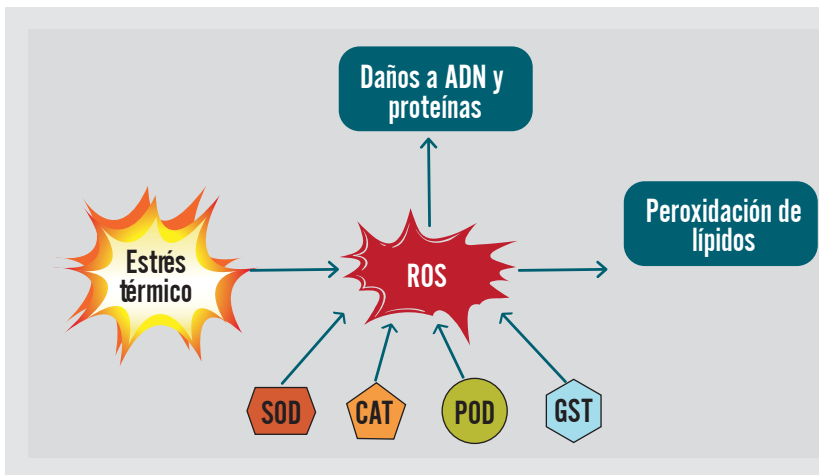 Daños a ADN y
proteínas
Estrés
térmico
ROS
Peroxidación de
lípidos
SOD
CAT
POD
GST